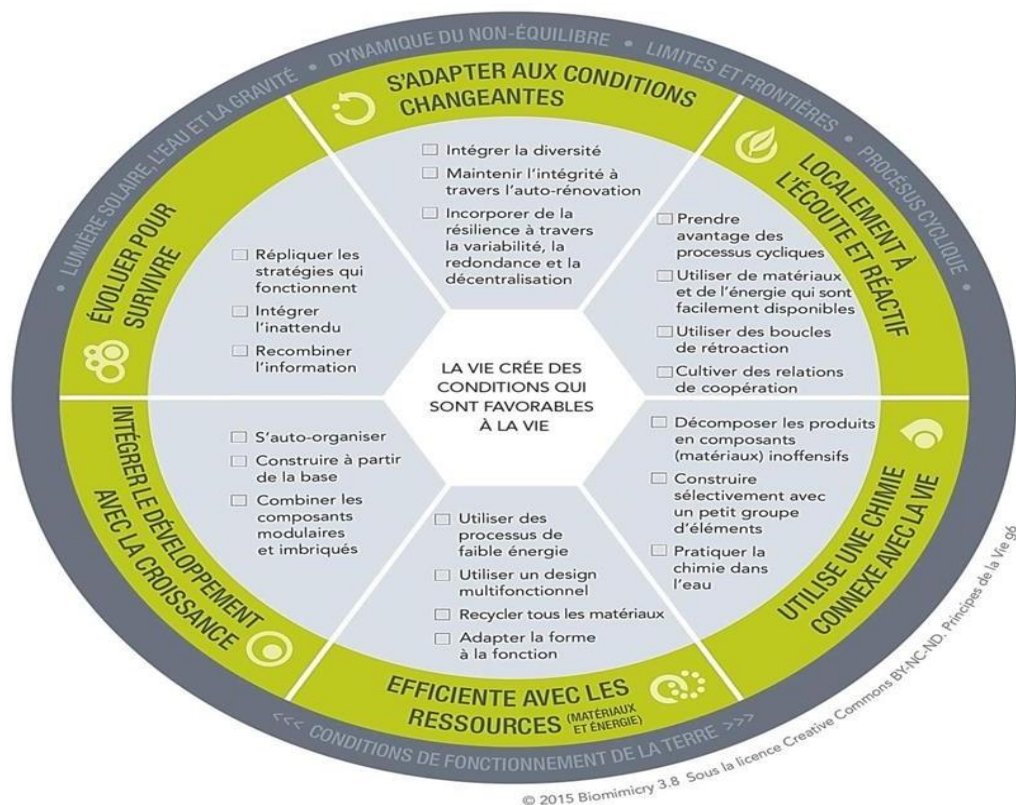 • LUMIÈRE SOLAIRE, L'EAU ET LA GRAVITÉ • DYNAMIQUE DU NON-ÉQUILIBRE • LIMITES ET FRONTIÈRES • PROCÉSUS CYCLIQUE •
S'ADAPTER AUX CONDITIONS
CHANGEANTES
Intégrer la diversité
Maintenir l'intégrité à
travers l'auto-rénovation
Incorporer de la
résilience à travers
la variabilité, la
redondance et la
décentralisation
LOCALEMENT À
L'ÉCOUTE ET RÉACTIF
Prendre
avantage des
processus cycliques
Utiliser de matériaux
et de l'énergie qui sont
facilement disponibles
Utiliser des boucles
de rétroaction
Cultiver des relations
de coopération
UTILISE UNE CHIMIE
CONNEXE AVEC LA VIE
Décomposer les produits
en composants
(matériaux) inoffensifs
Construire
sélectivement avec
un petit groupe
d'éléments
Pratiquer la
chimie dans
l'eau
EFFICIENTE AVEC LES
RESSOURCES (MATÉRIAUX
ET ÉNERGIE)
Utiliser des
processus de
faible énergie
Utiliser un design
multifonctionnel
Recycler tous les matériaux
Adapter la forme
à la fonction
INTÉGRER LE DÉVELOPPEMENT
AVEC LA CROISSANCE
S'auto-organiser
Construire à partir
de la base
Combiner les
composants
modulaires
et imbriqués
ÉVOLUER POUR
SURVIVRE
Répliquer les
stratégies qui
fonctionnent
Intégrer
l'inattendu
Recombiner
l'information
LA VIE CRÉE DES
CONDITIONS QUI
SONT FAVORABLES
À LA VIE
<<< CONDITIONS DE FONCTIONNEMENT DE LA TERRE >>>
© 2015 Biomimicry 3.8 Sous la licence Creative Commons BY-NC-ND. Principes de la Vie g6